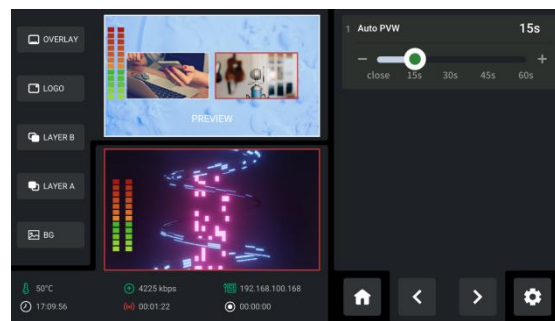 OVERLAY
LOGO
LAYER B
LAYER A
BG
PREVIEW
50°C
4225 kbps
192.168.100.168
17:09:56
00:01:22
00:00:00
1 Auto PVW 15s
− +
close 15s 30s 45s 60s